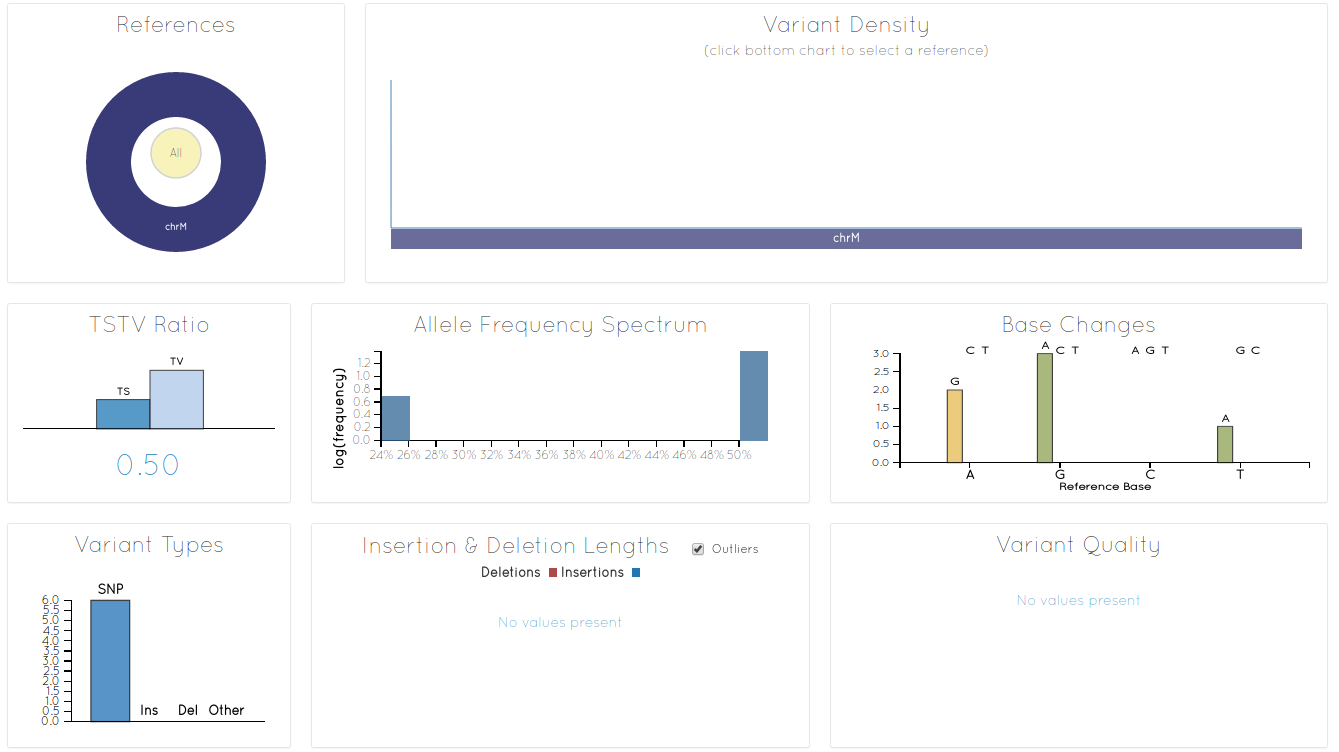 References
All
chrM
Variant Density
(click bottom chart to select a reference)
chrM
TSTV Ratio
TS
TV
0.50
Allele Frequency Spectrum
log(frequency)
1.2
1.0
0.8
0.6
0.4
0.2
0.0
24% 26% 28% 30% 32% 34% 36% 38% 40% 42% 44% 46% 48% 50%
Base Changes
3.0
2.5
2.0
1.5
1.0
0.5
0.0
G C T
A C T
A G T
A G C
A G C T
Reference Base
Variant Types
SNP
6.0
5.5
5.0
4.5
4.0
3.5
3.0
2.5
2.0
1.5
1.0
0.5
0.0
Ins Del Other
Insertion & Deletion Lengths Outliers
Deletions Insertions
No values present
Variant Quality
No values present